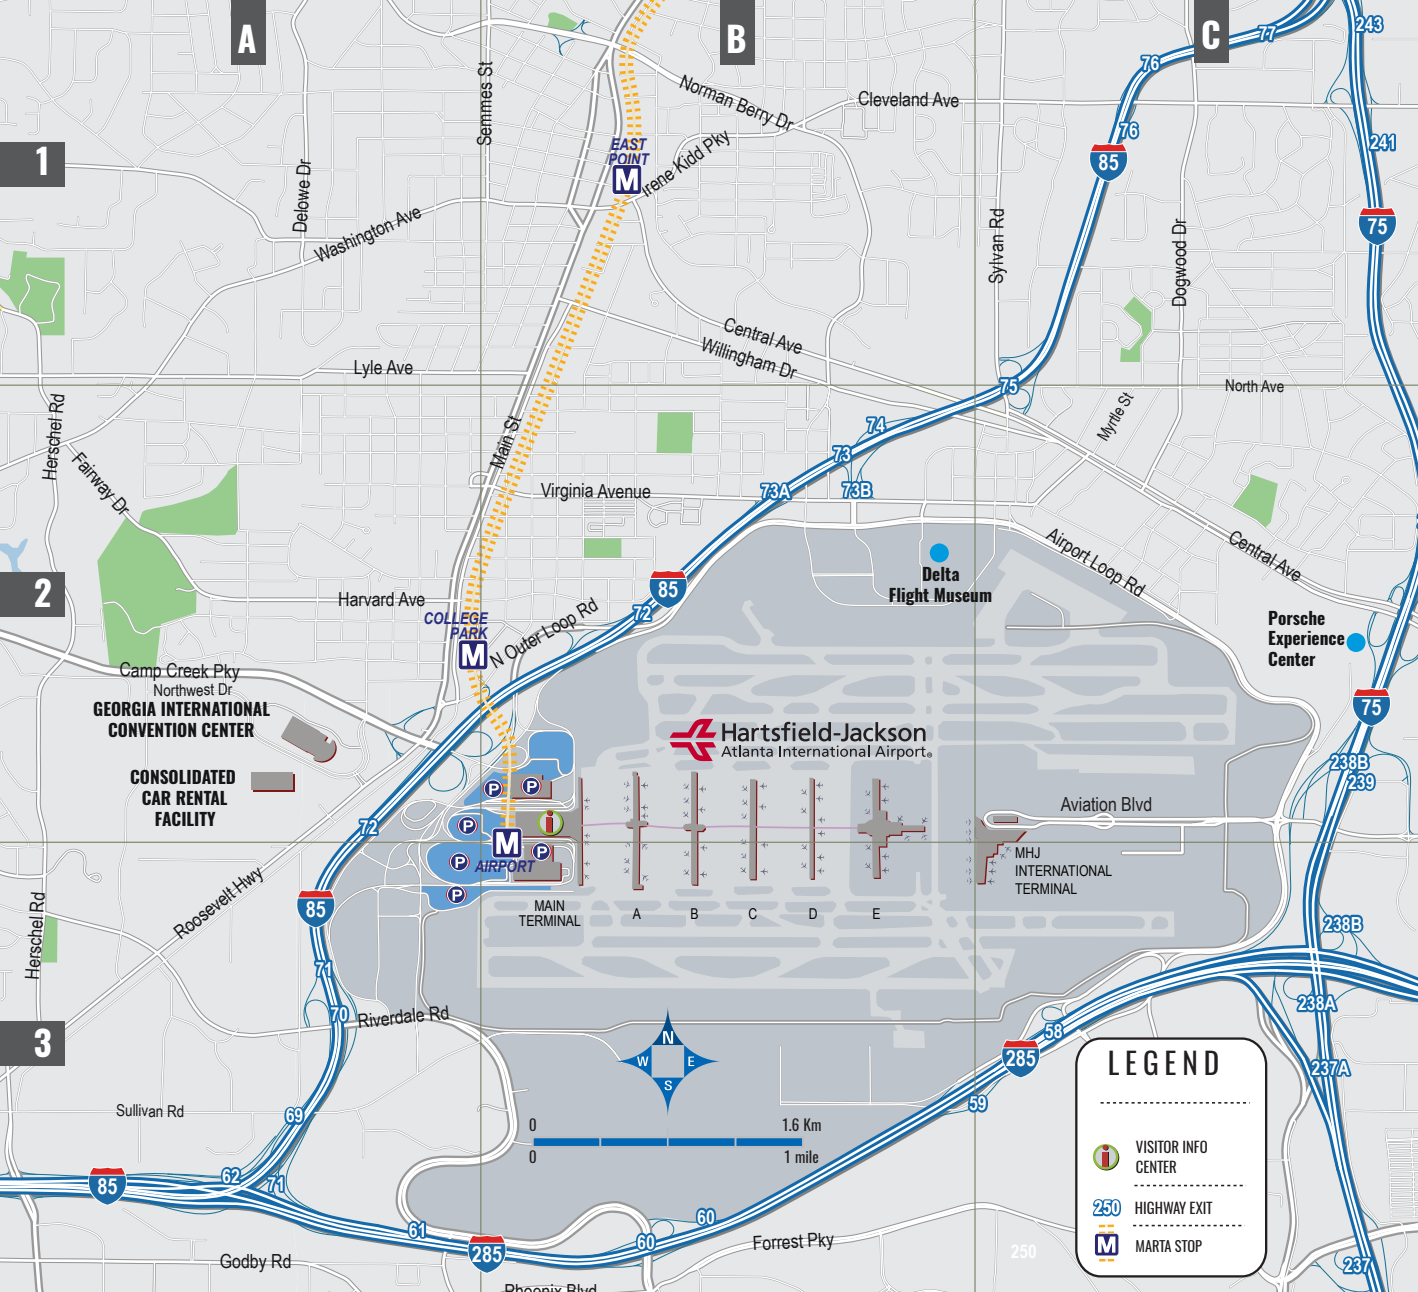 A
B
C
1
2
3
243
77
76
76
241
85
75
Norman Berry Dr
Cleveland Ave
Semmes St
EAST
POINT
M
Irene Kidd Pky
Delowe Dr
Washington Ave
Sylvan Rd
Dogwood Dr
Central Ave
Willingham Dr
Lyle Ave
75
North Ave
Herschel Rd
Myrtle St
Main St
74
73
73A
73B
Fairway Dr
Virginia Avenue
Central Ave
Airport Loop Rd
Delta
Flight Museum
85
72
Harvard Ave
COLLEGE
PARK
M
N Outer Loop Rd
Porsche
Experience
Center
Camp Creek Pky
Northwest Dr
GEORGIA INTERNATIONAL
CONVENTION CENTER
75
Hartsfield-Jackson
Atlanta International Airport®
238B
239
CONSOLIDATED
CAR RENTAL
FACILITY
P
P
P
i
Aviation Blvd
72
M
AIRPORT
P
P
P
MHJ
INTERNATIONAL
TERMINAL
Roosevelt Hwy
85
MAIN
TERMINAL
A
B
C
D
E
Herschel Rd
238B
71
70
Riverdale Rd
238A
58
285
N
W
E
S
237A
59
Sullivan Rd
69
0
1.6 Km
0
1 mile
LEGEND
i
VISITOR INFO
CENTER
250
HIGHWAY EXIT
M
MARTA STOP
85
62
71
61
285
60
60
Forrest Pky
250
237
Godby Rd
Phoenix Blvd